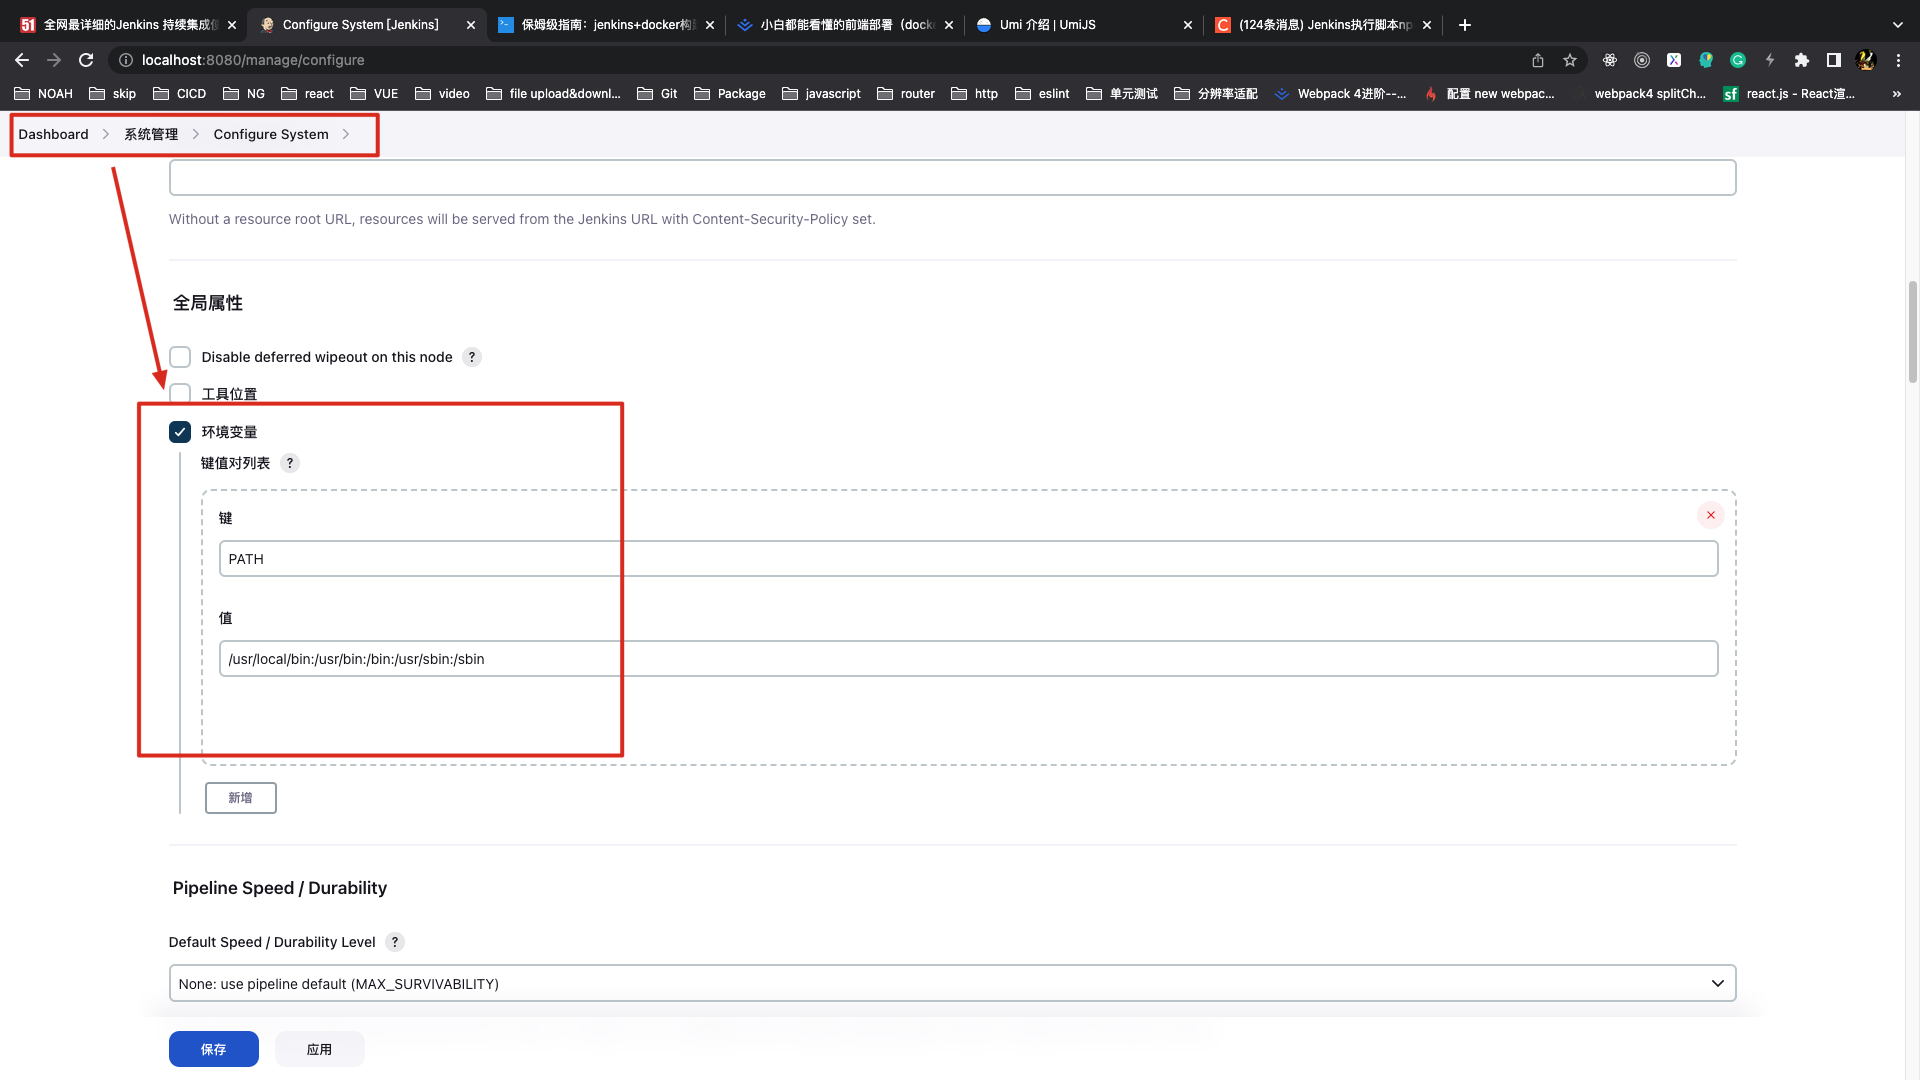 51 全网最详细的Jenkins 持续集成
Configure System [Jenkins]
保姆级指南：jenkins+docker构
小白都能看懂的前端部署（dock
Umi 介绍 | UmiJS
(124条消息) Jenkins执行脚本np
localhost:8080/manage/configure
NOAH
skip
CICD
NG
react
VUE
video
file upload&downl...
Git
Package
javascript
router
http
eslint
单元测试
分辨率适配
Webpack 4进阶--...
配置 new webpac...
webpack4 splitCh...
sf react.js - React渲...
»
Dashboard > 系统管理 > Configure System >
Without a resource root URL, resources will be served from the Jenkins URL with Content-Security-Policy set.
全局属性
Disable deferred wipeout on this node ?
工具位置
环境变量
键值对列表 ?
键
PATH
值
/usr/local/bin:/usr/bin:/bin:/usr/sbin:/sbin
新增
Pipeline Speed / Durability
Default Speed / Durability Level ?
None: use pipeline default (MAX_SURVIVABILITY)
保存
应用